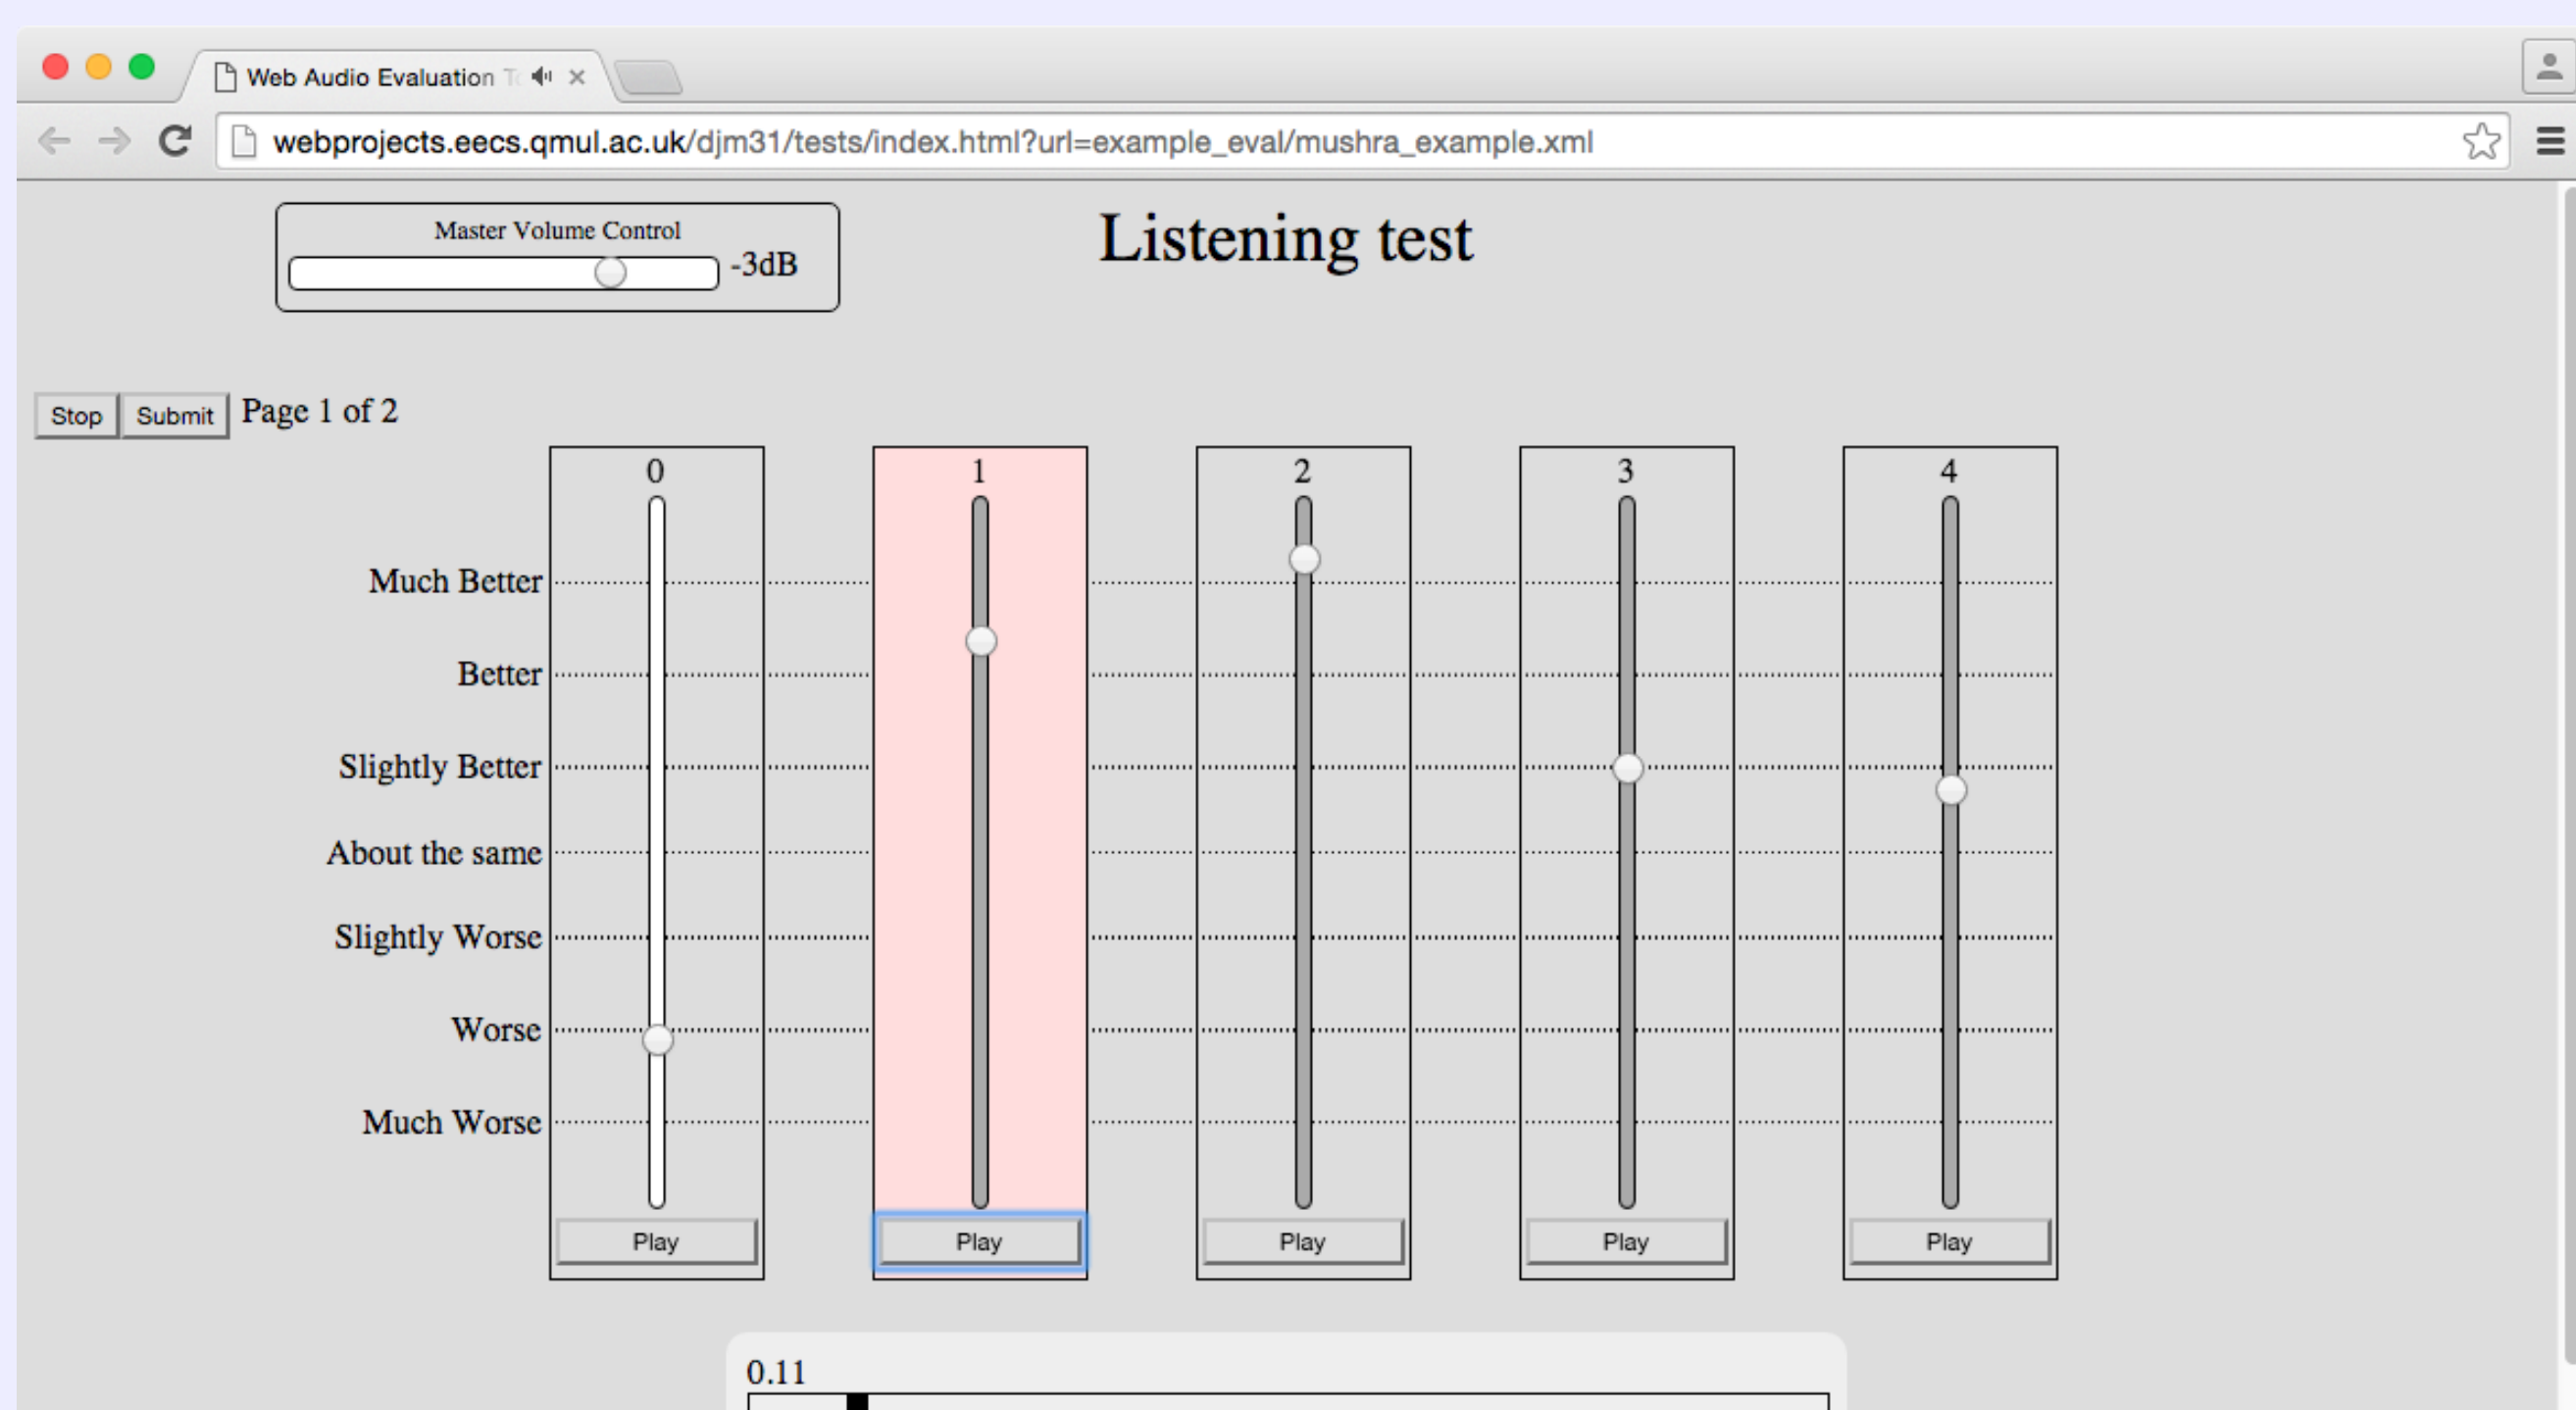 Web Audio Evaluation
webprojects.eecs.qmul.ac.uk/djm31/tests/index.html?url=example_eval/mushra_example.xml
Master Volume Control
-3dB
Listening test
Stop Submit Page 1 of 2
0 1 2 3 4
Much Better
Better
Slightly Better
About the same
Slightly Worse
Worse
Much Worse
Play Play Play Play Play
0.11